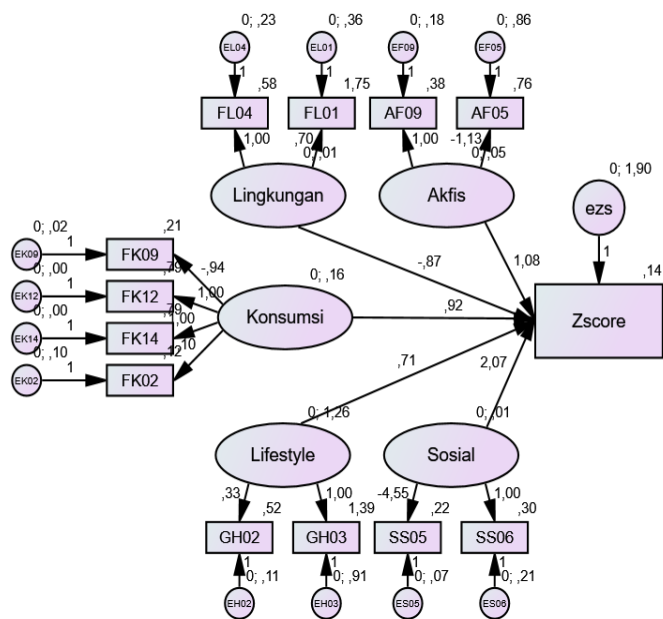 0; ,23
0; ,36
0; ,18
0; ,86
EL04
EL01
EF09
EF05
1
1
1
1
,58
1,75
,38
,76
FL04
FL01
AF09
AF05
1,00
,70
1,00
-1,13
0; ,01
0; ,05
Lingkungan
Akfis
0; 1,90
ezs
1
0; ,02
,21
EK09
1
FK09
0; ,00
,79
-,94
EK12
1
FK12
1,00
0; ,00
,79
EK14
1
FK14
1,00
0; ,10
,12
,10
EK02
1
FK02
0; ,16
Konsumsi
-,87
1,08
,92
,14
Zscore
,71
2,07
0; 1,26
0; ,01
Lifestyle
Sosial
,33
1,00
-4,55
1,00
,52
1,39
,22
,30
GH02
GH03
SS05
SS06
1
1
1
1
0; ,11
0; ,91
0; ,07
0; ,21
EH02
EH03
ES05
ES06